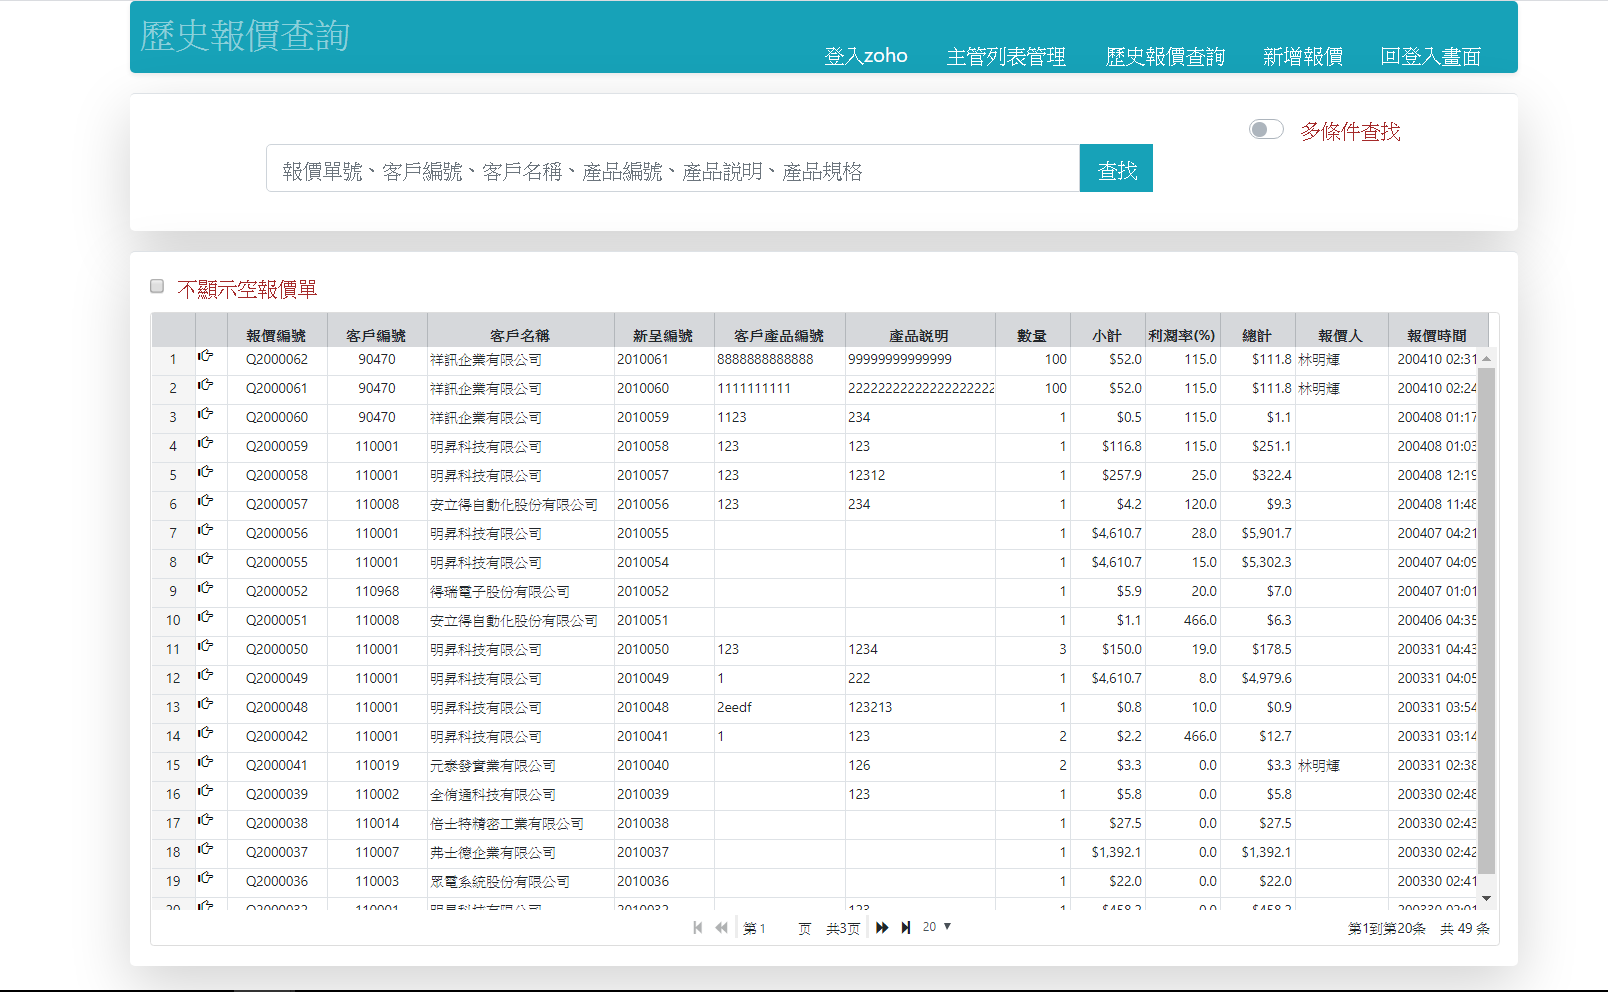 歷史報價查詢
登入zoho 主管列表管理 歷史報價查詢 新增報價 回登入畫面
多條件查找
報價單號、客戶編號、客戶名稱、產品編號、產品説明、產品規格 查找
不顯示空報價單
報價編號 客戶編號 客戶名稱 新呈編號 客戶產品編號 產品説明 數量 小計 利潤率(%) 總計 報價人 報價時間
1 Q2000062 90470 祥訊企業有限公司 2010061 8888888888888 99999999999999 100 $52.0 115.0 $111.8 林明輝 200410 02:31
2 Q2000061 90470 祥訊企業有限公司 2010060 1111111111 22222222222222222222 100 $52.0 115.0 $111.8 林明輝 200410 02:24
3 Q2000060 90470 祥訊企業有限公司 2010059 1123 234 1 $0.5 115.0 $1.1 200408 01:17
4 Q2000059 110001 明昇科技有限公司 2010058 123 123 1 $116.8 115.0 $251.1 200408 01:03
5 Q2000058 110001 明昇科技有限公司 2010057 123 12312 1 $257.9 25.0 $322.4 200408 12:19
6 Q2000057 110008 安立得自動化股份有限公司 2010056 123 234 1 $4.2 120.0 $9.3 200408 11:48
7 Q2000056 110001 明昇科技有限公司 2010055 1 $4,610.7 28.0 $5,901.7 200407 04:21
8 Q2000055 110001 明昇科技有限公司 2010054 1 $4,610.7 15.0 $5,302.3 200407 04:09
9 Q2000052 110968 得瑞電子股份有限公司 2010052 1 $5.9 20.0 $7.0 200407 01:01
10 Q2000051 110008 安立得自動化股份有限公司 2010051 1 $1.1 466.0 $6.3 200406 04:35
11 Q2000050 110001 明昇科技有限公司 2010050 123 1234 3 $150.0 19.0 $178.5 200331 04:43
12 Q2000049 110001 明昇科技有限公司 2010049 1 222 1 $4,610.7 8.0 $4,979.6 200331 04:05
13 Q2000048 110001 明昇科技有限公司 2010048 2eedf 123213 1 $0.8 10.0 $0.9 200331 03:54
14 Q2000042 110001 明昇科技有限公司 2010041 1 123 2 $2.2 466.0 $12.7 200331 03:14
15 Q2000041 110019 元泰發實業有限公司 2010040 126 2 $3.3 0.0 $3.3 林明輝 200331 02:38
16 Q2000039 110002 全侑通科技有限公司 2010039 123 1 $5.8 0.0 $5.8 200330 02:48
17 Q2000038 110014 倍士特精密工業有限公司 2010038 1 $27.5 0.0 $27.5 200330 02:43
18 Q2000037 110007 弗士德企業有限公司 2010037 1 $1,392.1 0.0 $1,392.1 200330 02:42
19 Q2000036 110003 眾電系統股份有限公司 2010036 1 $22.0 0.0 $22.0 200330 02:41
20 Q2000032 110001 明昇科技有限公司 2010032 123 1 $458.2 0.0 $458.2 200330 02:01
第 1 頁 共3页 20 第1到第20条 共 49 条